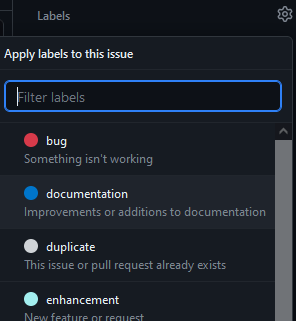 Labels
Apply labels to this issue
Filter labels
bug
Something isn't working
documentation
Improvements or additions to documentation
duplicate
This issue or pull request already exists
enhancement
New feature or request